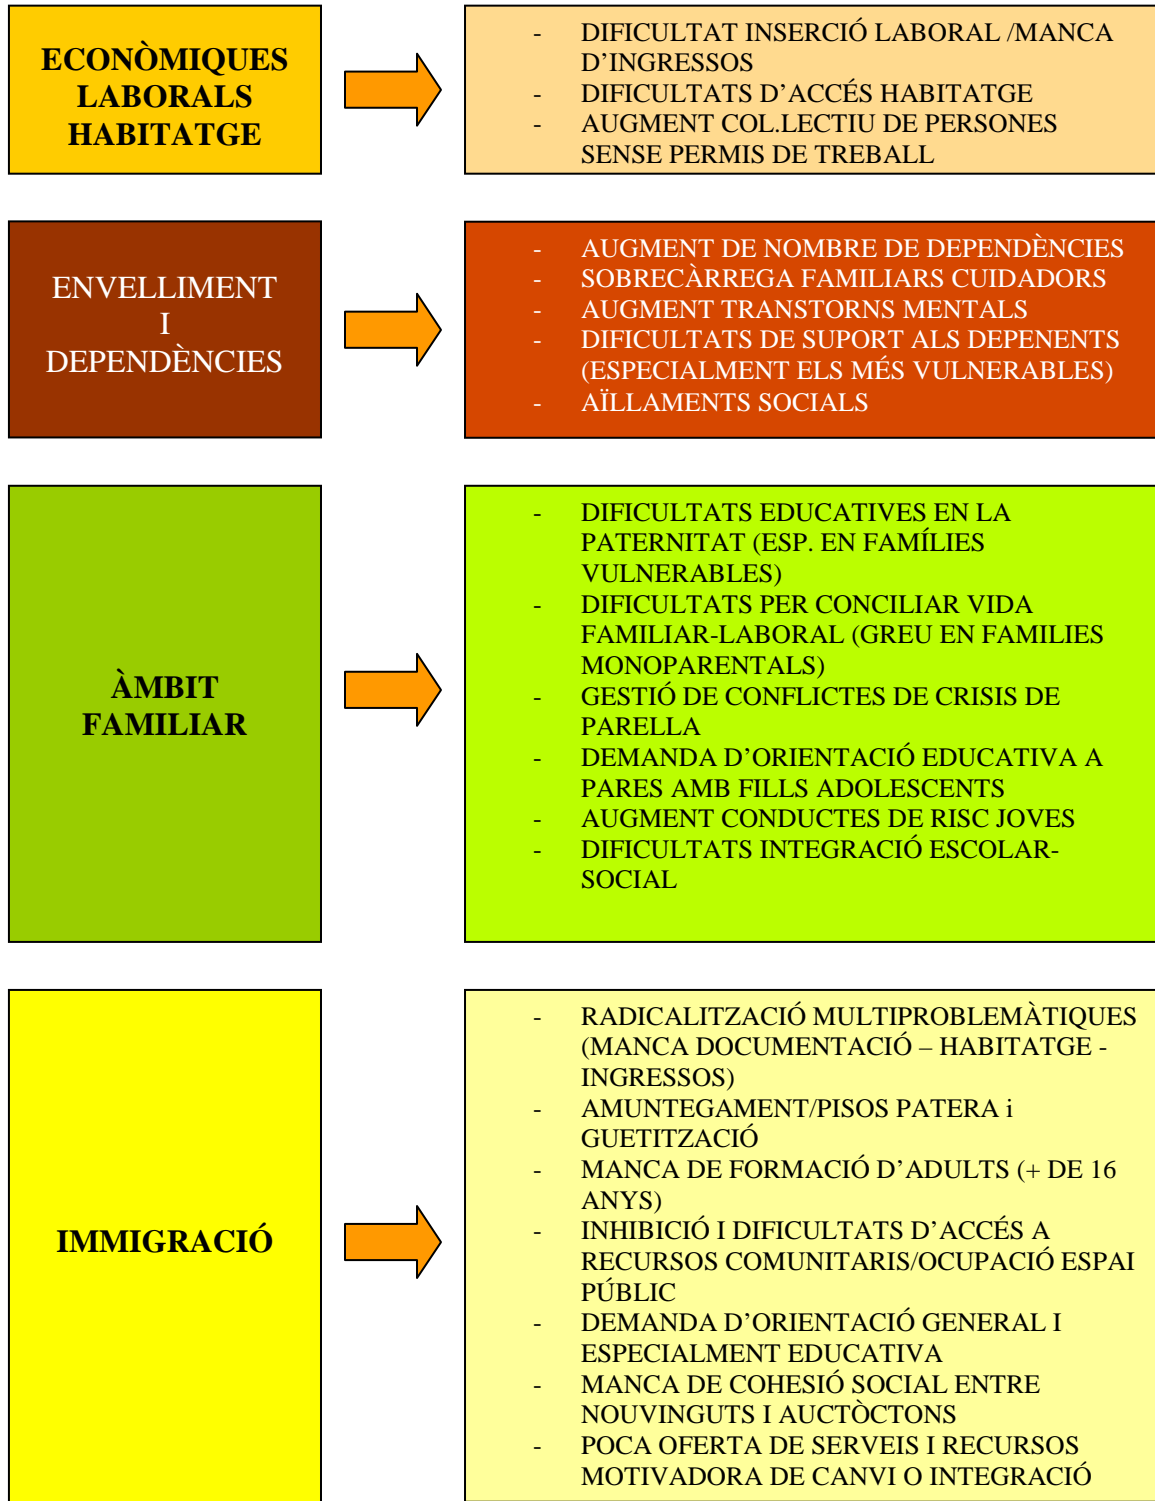 ECONÒMIQUES
LABORALS
HABITATGE
- DIFICULTAT INSERCIÓ LABORAL /MANCA
D’INGRESSOS
- DIFICULTATS D’ACCÉS HABITATGE
- AUGMENT COL.LECTIU DE PERSONES
SENSE PERMIS DE TREBALL
ENVELLIMENT
I
DEPENDÈNCIES
- AUGMENT DE NOMBRE DE DEPENDÈNCIES
- SOBRECÀRREGA FAMILIARS CUIDADORS
- AUGMENT TRANSTORNS MENTALS
- DIFICULTATS DE SUPORT ALS DEPENENTS
(ESPECIALMENT ELS MÉS VULNERABLES)
- AÏLLAMENTS SOCIALS
ÀMBIT
FAMILIAR
- DIFICULTATS EDUCATIVES EN LA
PATERNITAT (ESP. EN FAMÍLIES
VULNERABLES)
- DIFICULTATS PER CONCILIAR VIDA
FAMILIAR-LABORAL (GREU EN FAMILIES
MONOPARENTALS)
- GESTIÓ DE CONFLICTES DE CRISIS DE
PARELLA
- DEMANDA D’ORIENTACIÓ EDUCATIVA A
PARES AMB FILLS ADOLESCENTS
- AUGMENT CONDUCTES DE RISC JOVES
- DIFICULTATS INTEGRACIÓ ESCOLAR-
SOCIAL
IMMIGRACIÓ
- RADICALITZACIÓ MULTIPROBLEMÀTIQUES
(MANCA DOCUMENTACIÓ – HABITATGE -
INGRESSOS)
- AMUNTEGAMENT/PISOS PATERA i
GUETITZACIÓ
- MANCA DE FORMACIÓ D’ADULTS (+ DE 16
ANYS)
- INHIBICIÓ I DIFICULTATS D’ACCÉS A
RECURSOS COMUNITARIS/OCUPACIÓ ESPAI
PÚBLIC
- DEMANDA D’ORIENTACIÓ GENERAL I
ESPECIALMENT EDUCATIVA
- MANCA DE COHESIÓ SOCIAL ENTRE
NOUVINGUTS I AUCTÒCTONS
- POCA OFERTA DE SERVEIS I RECURSOS
MOTIVADORA DE CANVI O INTEGRACIÓ